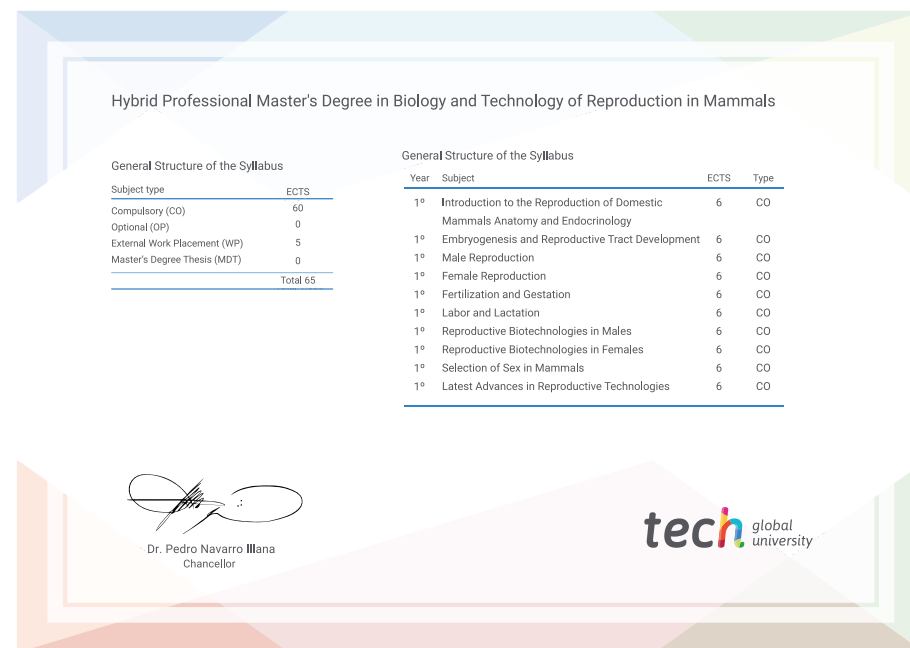 Hybrid Professional Master's Degree in Biology and Technology of Reproduction in Mammals
General Structure of the Syllabus
Subject type ECTS
Compulsory (CO) 60
Optional (OP) 0
External Work Placement (WP) 5
Master's Degree Thesis (MDT) 0
Total 65
General Structure of the Syllabus
Year Subject ECTS Type
1º Introduction to the Reproduction of Domestic 6 CO
Mammals Anatomy and Endocrinology
1º Embryogenesis and Reproductive Tract Development 6 CO
1º Male Reproduction 6 CO
1º Female Reproduction 6 CO
1º Fertilization and Gestation 6 CO
1º Labor and Lactation 6 CO
1º Reproductive Biotechnologies in Males 6 CO
1º Reproductive Biotechnologies in Females 6 CO
1º Selection of Sex in Mammals 6 CO
1º Latest Advances in Reproductive Technologies 6 CO
Dr. Pedro Navarro Illana
Chancellor
tech global
university